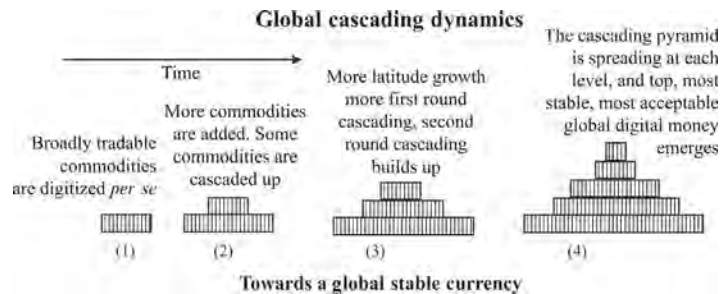 Global cascading dynamics
Time
Broadly tradable
commodities
are digitized per se
(1)
More commodities
are added. Some
commodities are
cascaded up
(2)
More latitude growth
more first round
cascading, second
round cascading
builds up
(3)
The cascading pyramid
is spreading at each
level, and top, most
stable, most acceptable
global digital money
emerges
(4)
Towards a global stable currency